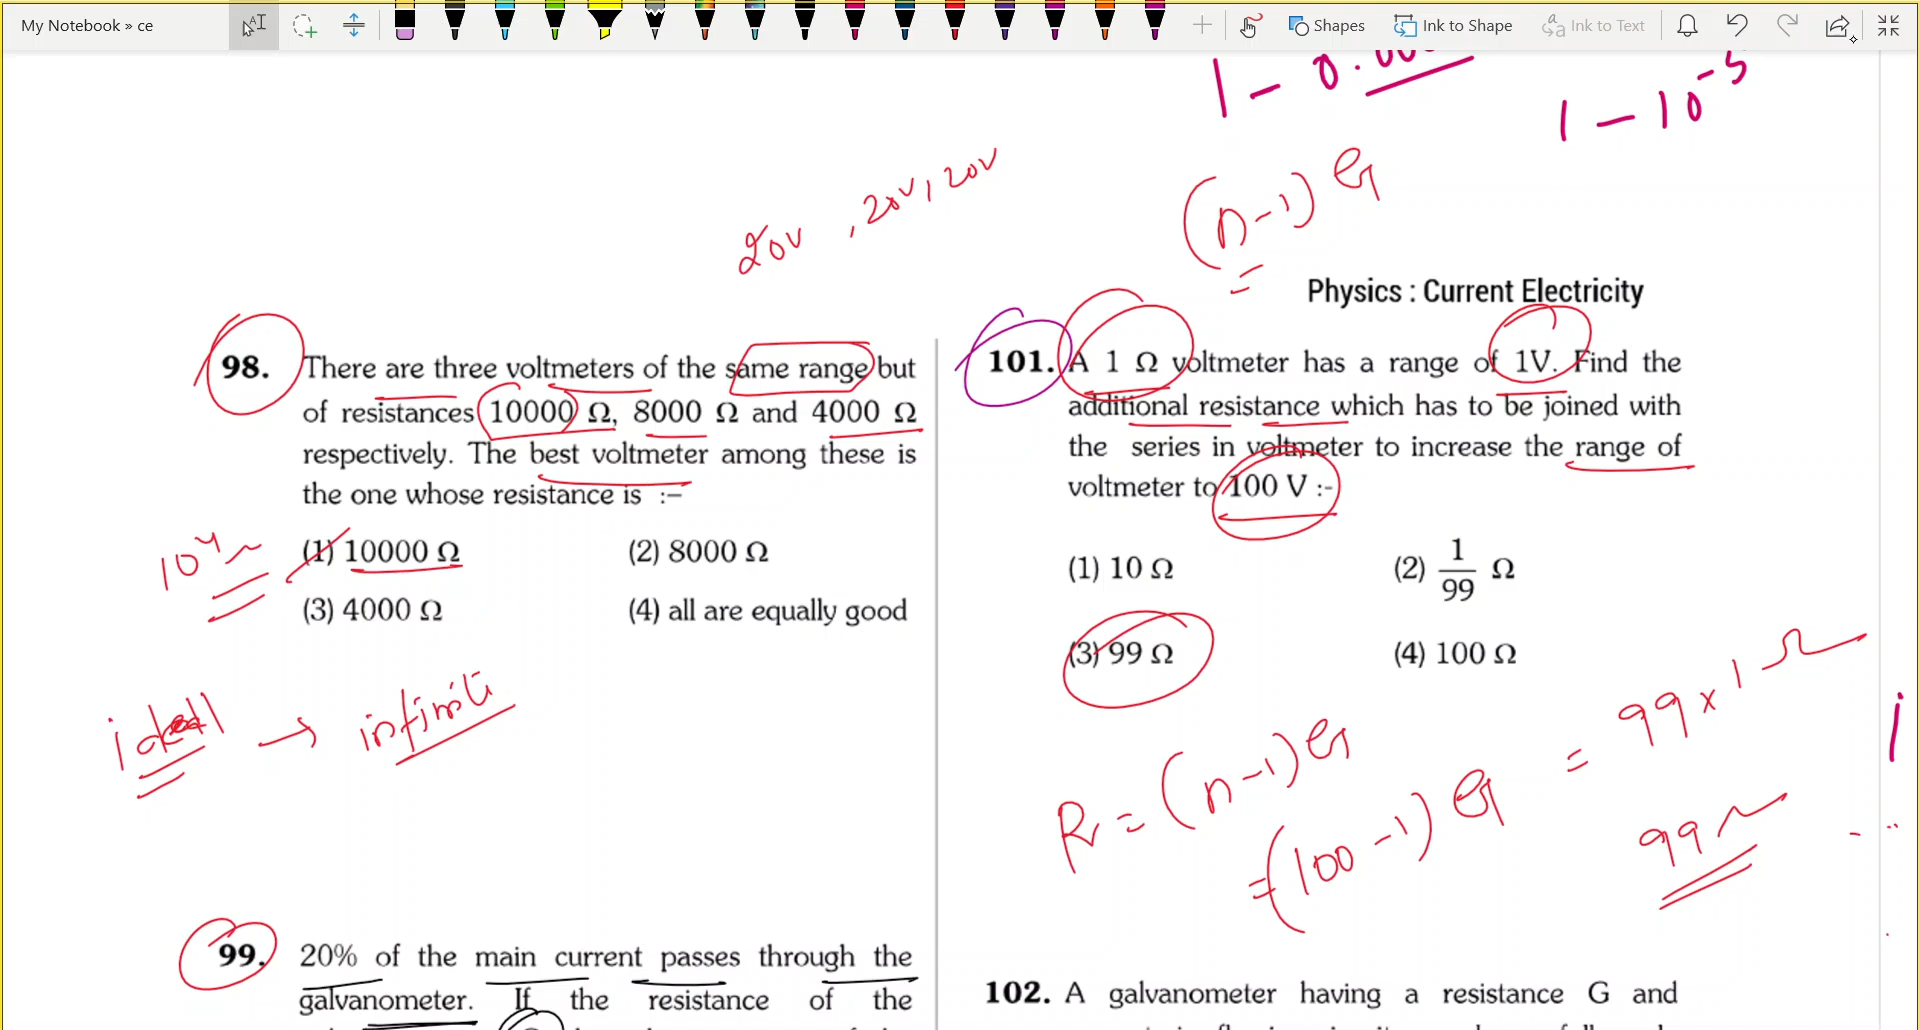 My Notebook » ce
Shapes
Ink to Shape
Ink to Text
1 - 10⁻⁵
(n-1) G
20V, 20V, 20V
Physics : Current Electricity
98. There are three voltmeters of the same range but
of resistances 10000 Ω, 8000 Ω and 4000 Ω
respectively. The best voltmeter among these is
the one whose resistance is :–
(1) 10000 Ω (2) 8000 Ω
(3) 4000 Ω (4) all are equally good
10⁴ Ω
ideal → infinite
99. 20% of the main current passes through the
galvanometer. If the resistance of the
101. A 1 Ω voltmeter has a range of 1V. Find the
additional resistance which has to be joined with
the series in voltmeter to increase the range of
voltmeter to 100 V :-
(1) 10 Ω (2) 1/99 Ω
(3) 99 Ω (4) 100 Ω
R = (n-1) G
= (100 - 1) G = 99 x 1 Ω
99 Ω
102. A galvanometer having a resistance G and